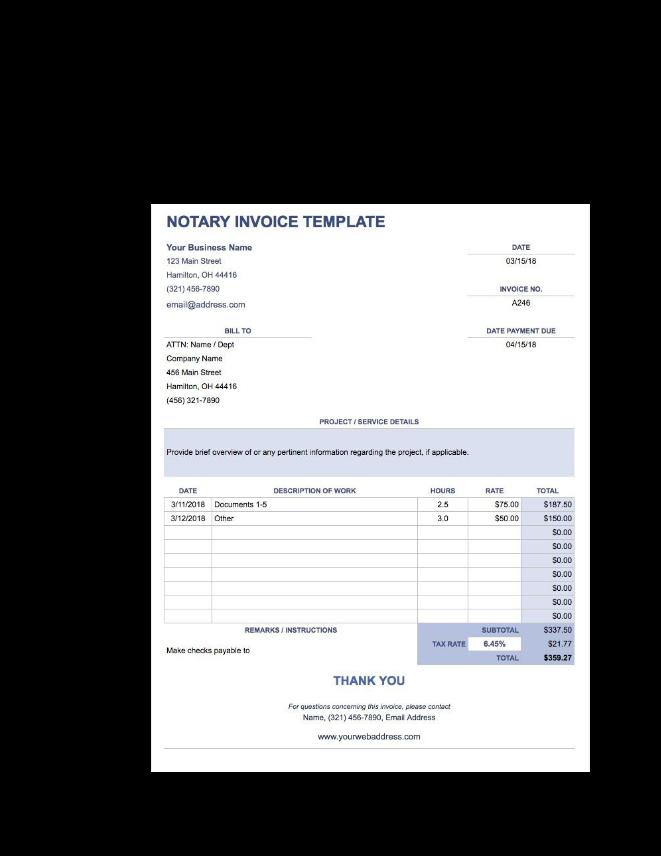 NOTARY INVOICE TEMPLATE
Your Business Name
123 Main Street
Hamilton, OH 44416
(321) 456-7890
email@address.com
DATE
03/15/18
INVOICE NO.
A246
BILL TO
ATTN: Name / Dept
Company Name
456 Main Street
Hamilton, OH 44416
(456) 321-7890
DATE PAYMENT DUE
04/15/18
PROJECT / SERVICE DETAILS
Provide brief overview of or any pertinent information regarding the project, if applicable.
DATE DESCRIPTION OF WORK HOURS RATE TOTAL
3/11/2018 Documents 1-5 2.5 $75.00 $187.50
3/12/2018 Other 3.0 $50.00 $150.00
$0.00
$0.00
$0.00
$0.00
$0.00
$0.00
$0.00
REMARKS / INSTRUCTIONS
Make checks payable to
SUBTOTAL $337.50
TAX RATE 6.45% $21.77
TOTAL $359.27
THANK YOU
For questions concerning this invoice, please contact
Name, (321) 456-7890, Email Address
www.yourwebaddress.com